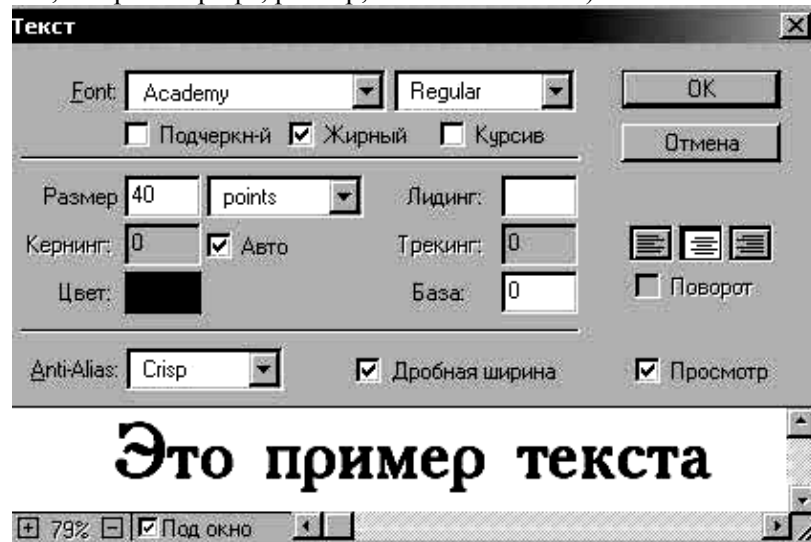 Текст
Font: Academy Regular OK
Подчеркн-й Жирный Курсив Отмена
Размер 40 points Лидинг:
Кернинг: 0 Авто Трекинг: 0
Цвет: База: 0 Поворот
Anti-Alias: Crisp Дробная ширина Просмотр
Это пример текста
79% Под окно